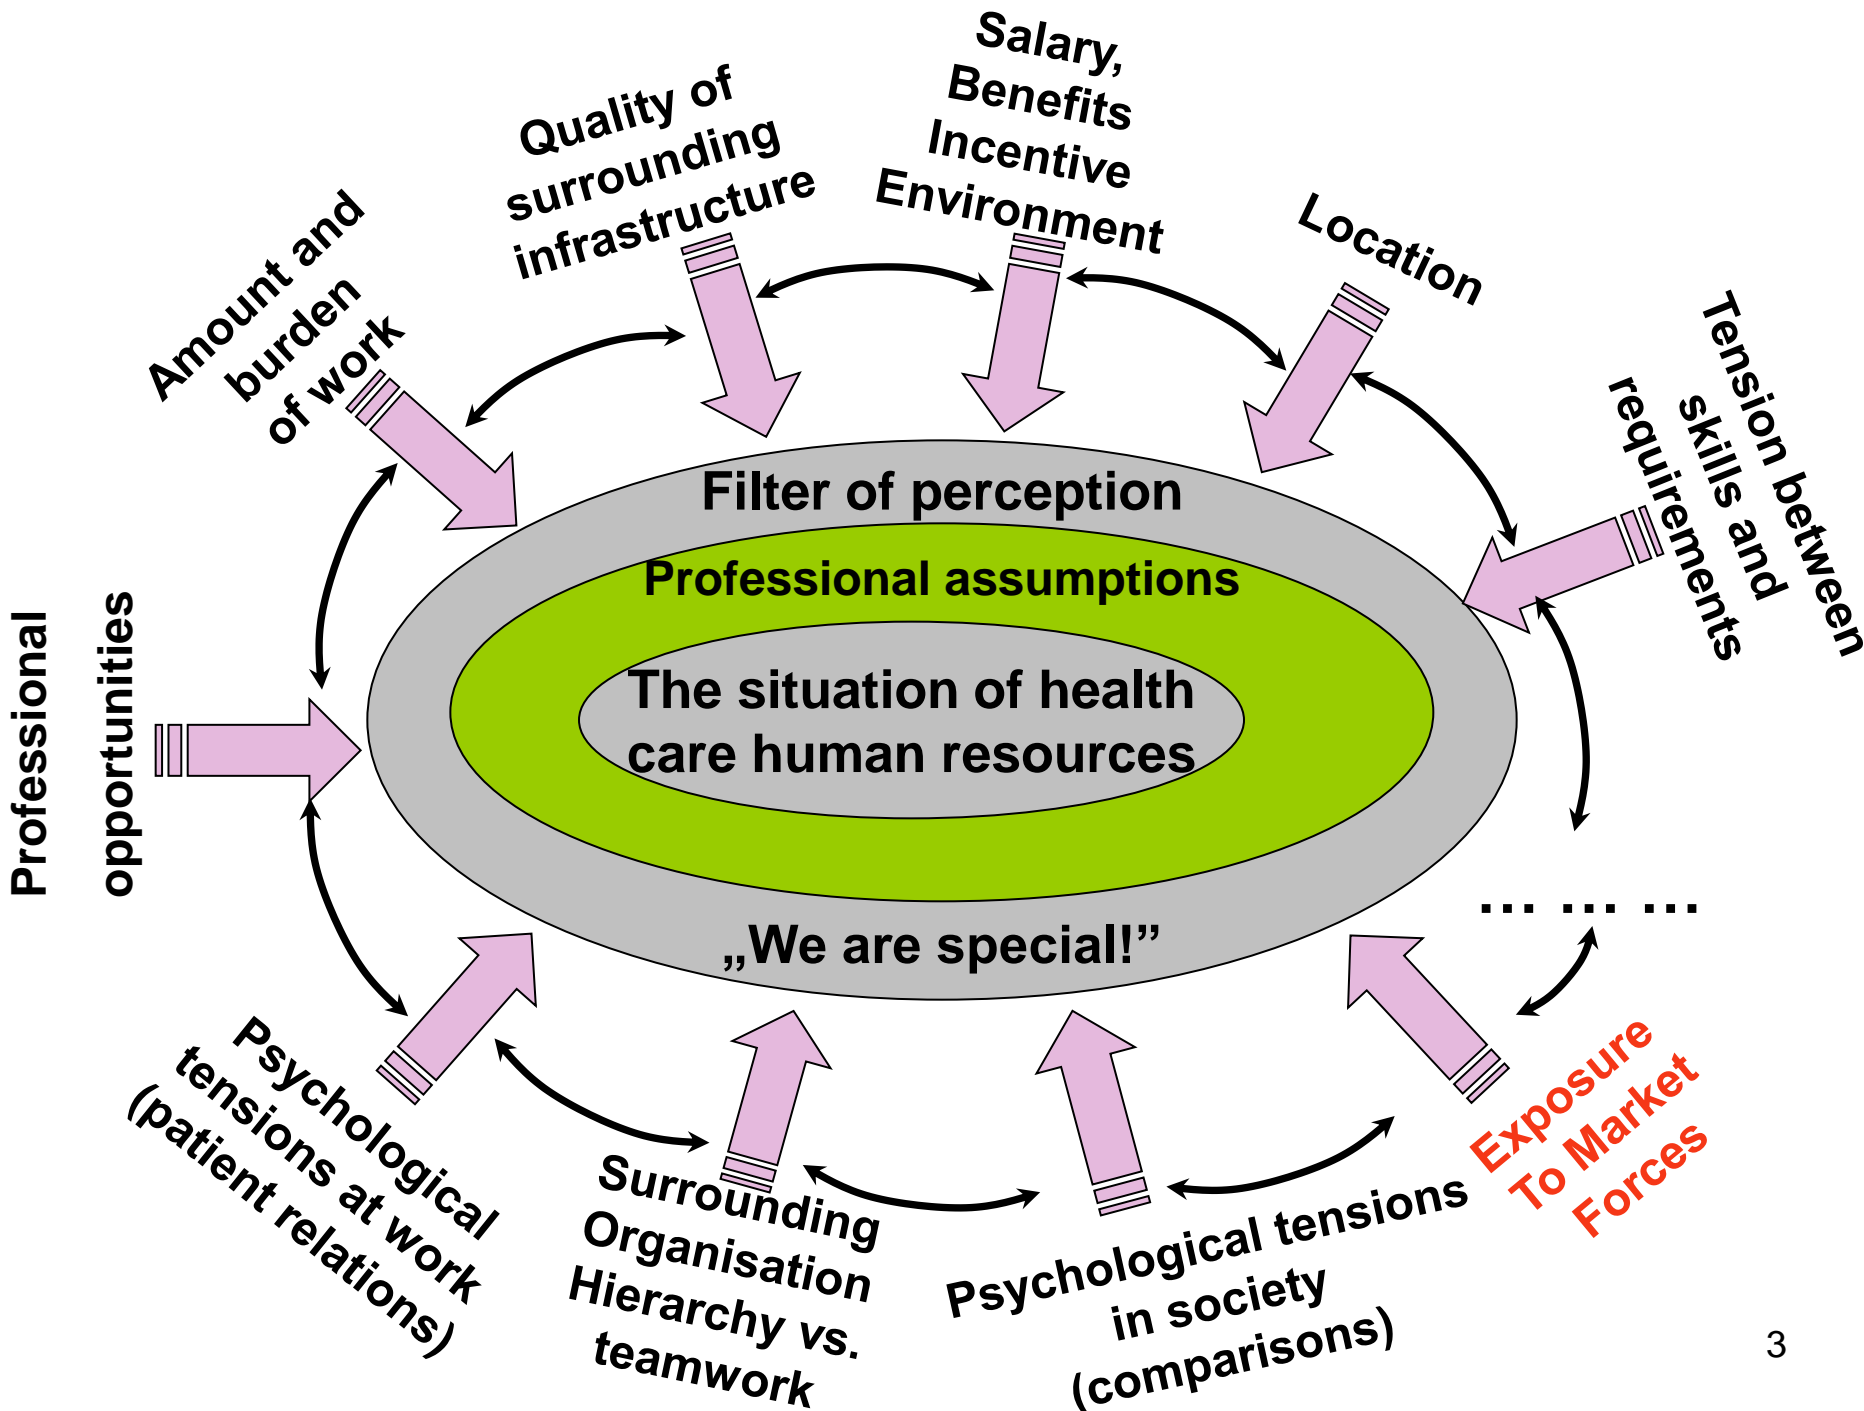 Salary,
Benefits
Incentive
Environment
Quality of
surrounding
infrastructure
Location
Amount and
burden
of work
Tension between
skills and
requirements
Filter of perception
Professional assumptions
The situation of health
care human resources
Professional
opportunities
... ... ...
„We are special!”
Psychological
tensions at work
(patient relations)
Surrounding
Organisation
Hierarchy vs.
teamwork
Psychological tensions
in society
(comparisons)
Exposure
To Market
Forces
3